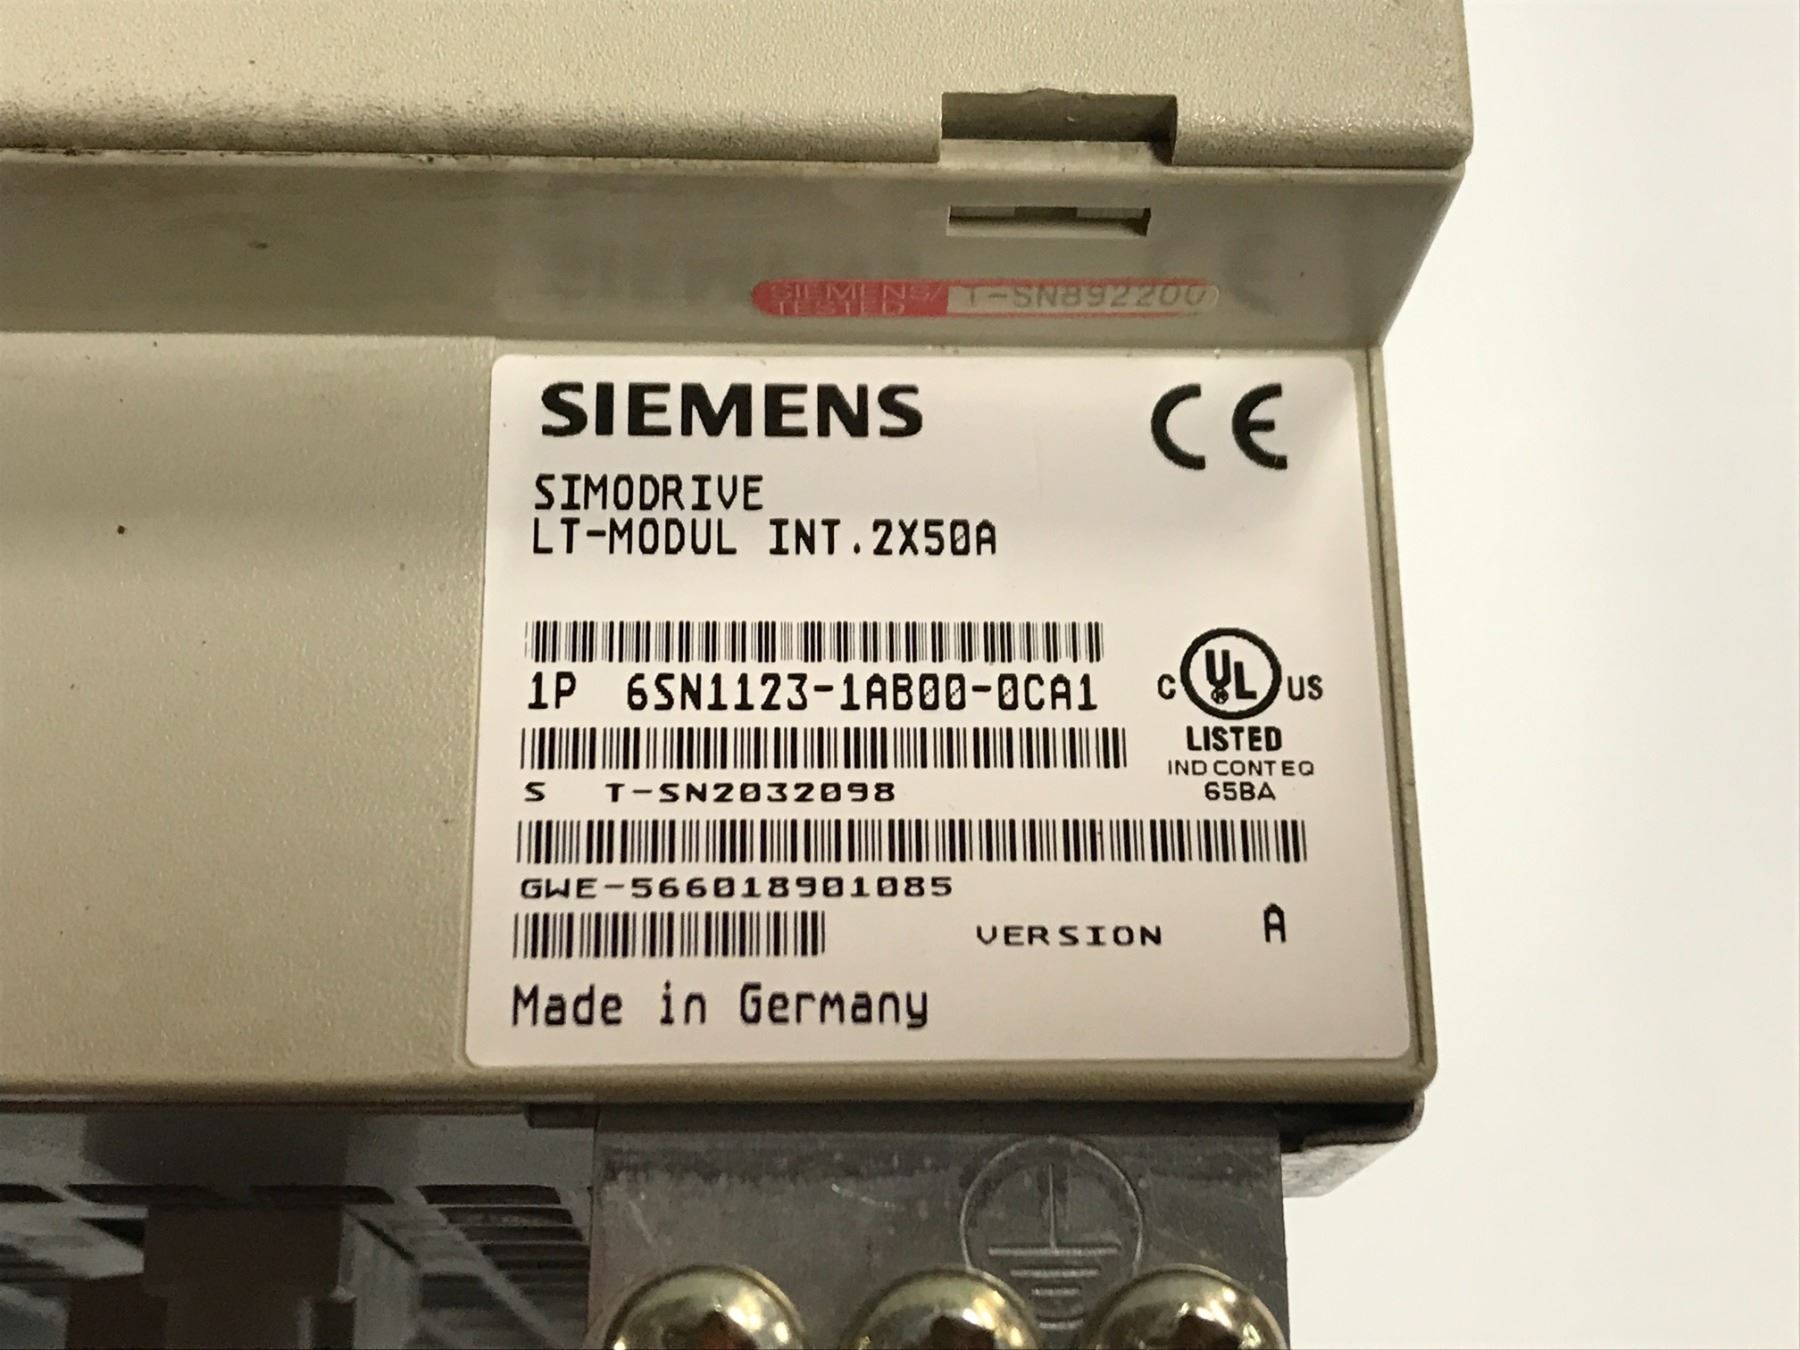 SIEMENS/ T-SN892200
TESTED
SIEMENS CE
SIMODRIVE
LT-MODUL INT.2X50A
1P 6SN1123-1AB00-0CA1
C UL US
LISTED
IND CONT EQ
65BA
S T-SN2032098
GWE-566018901085
VERSION A
Made in Germany